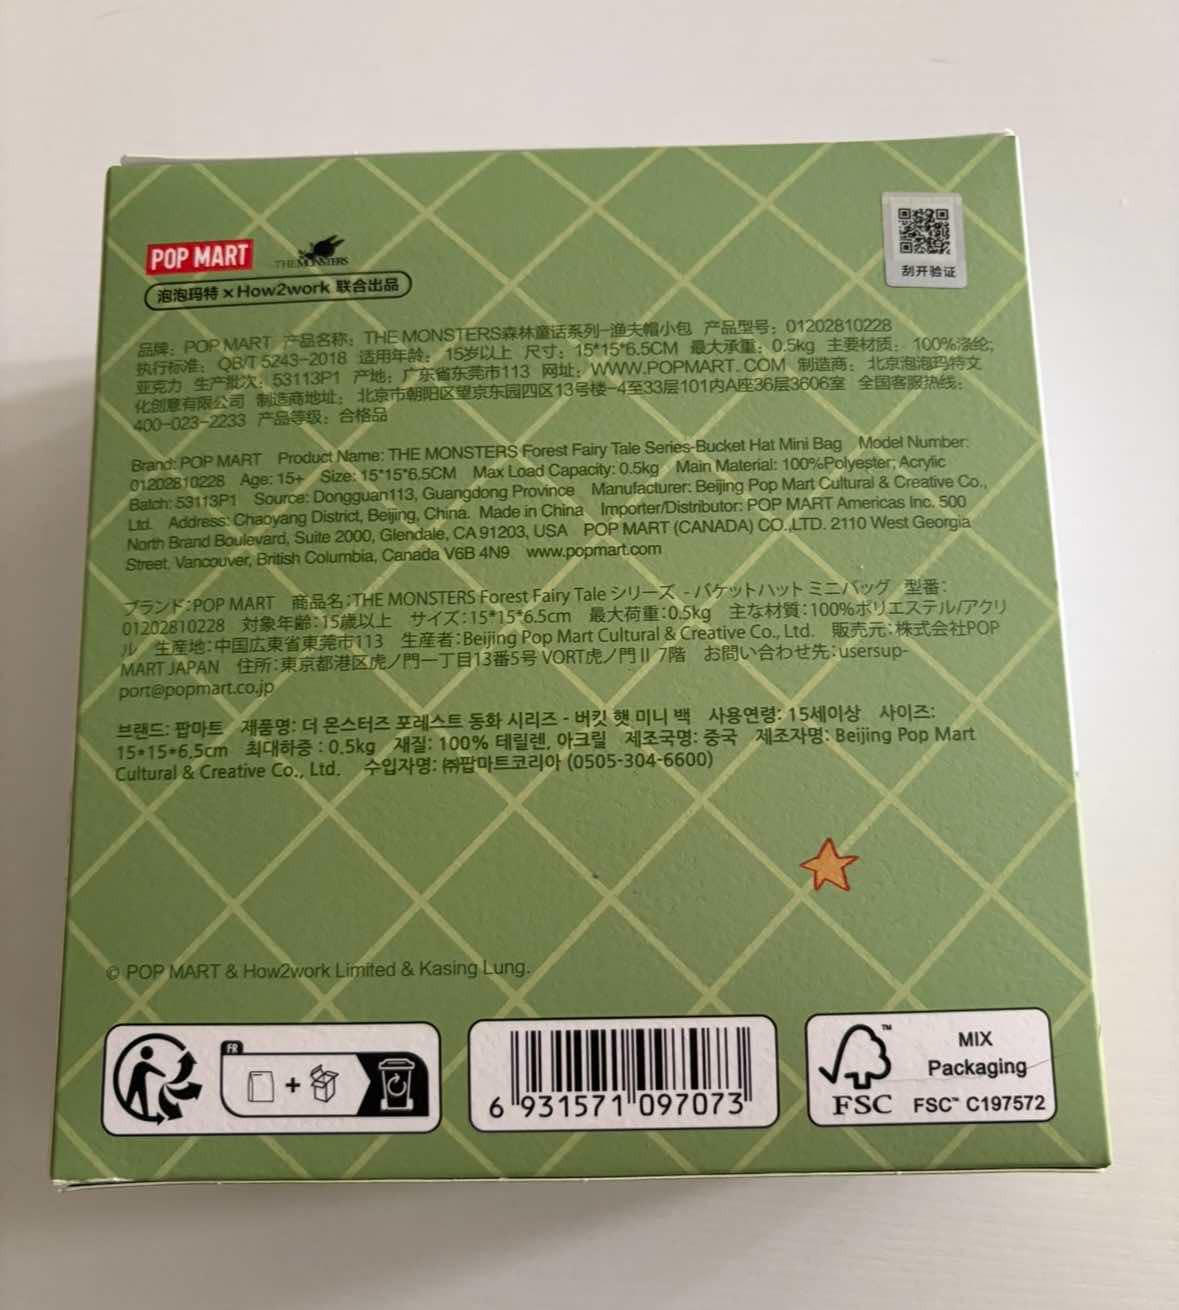 POP MART
THE MONSTERS
泡泡玛特 x How2work 联合出品
刮开验证
品牌：POP MART 产品名称：THE MONSTERS森林童话系列-渔夫帽小包 产品型号：01202810228
执行标准：QB/T 5243-2018 适用年龄：15岁以上 尺寸：15*15*6.5CM 最大承重：0.5kg 主要材质：100%涤纶;
亚克力 生产批次：53113P1 产地：广东省东莞市113 网址：WWW.POPMART.COM 制造商：北京泡泡玛特文
化创意有限公司 制造商地址：北京市朝阳区望京东园四区13号楼-4至33层101内A座36层3606室 全国客服热线：
400-023-2233 产品等级：合格品
Brand: POP MART Product Name: THE MONSTERS Forest Fairy Tale Series-Bucket Hat Mini Bag Model Number:
01202810228 Age: 15+ Size: 15*15*6.5CM Max Load Capacity: 0.5kg Main Material: 100%Polyester; Acrylic
Batch: 53113P1 Source: Dongguan113, Guangdong Province Manufacturer: Beijing Pop Mart Cultural & Creative Co.,
Ltd. Address: Chaoyang District, Beijing, China. Made in China Importer/Distributor: POP MART Americas Inc. 500
North Brand Boulevard, Suite 2000, Glendale, CA 91203, USA POP MART (CANADA) CO.,LTD. 2110 West Georgia
Street, Vancouver, British Columbia, Canada V6B 4N9 www.popmart.com
ブランド:POP MART 商品名:THE MONSTERS Forest Fairy Tale シリーズ - バケットハット ミニバッグ 型番:
01202810228 対象年齢:15歳以上 サイズ:15*15*6.5cm 最大荷重:0.5kg 主な材質:100%ポリエステル/アクリ
ル 生産地:中国広東省東莞市113 生産者:Beijing Pop Mart Cultural & Creative Co., Ltd. 販売元:株式会社POP
MART JAPAN 住所:東京都港区虎ノ門一丁目13番5号 VORT虎ノ門Ⅱ 7階 お問い合わせ先:usersup-
port@popmart.co.jp
브랜드: 팝마트 제품명: 더 몬스터즈 포레스트 동화 시리즈 - 버킷 햇 미니 백 사용연령: 15세이상 사이즈:
15*15*6.5cm 최대하중 : 0.5kg 재질: 100% 테릴렌, 아크릴 제조국명: 중국 제조자명: Beijing Pop Mart
Cultural & Creative Co., Ltd. 수입자명: ㈜팝마트코리아 (0505-304-6600)
© POP MART & How2work Limited & Kasing Lung.
FR
+
6 931571 097073
FSC
MIX
Packaging
FSC™ C197572